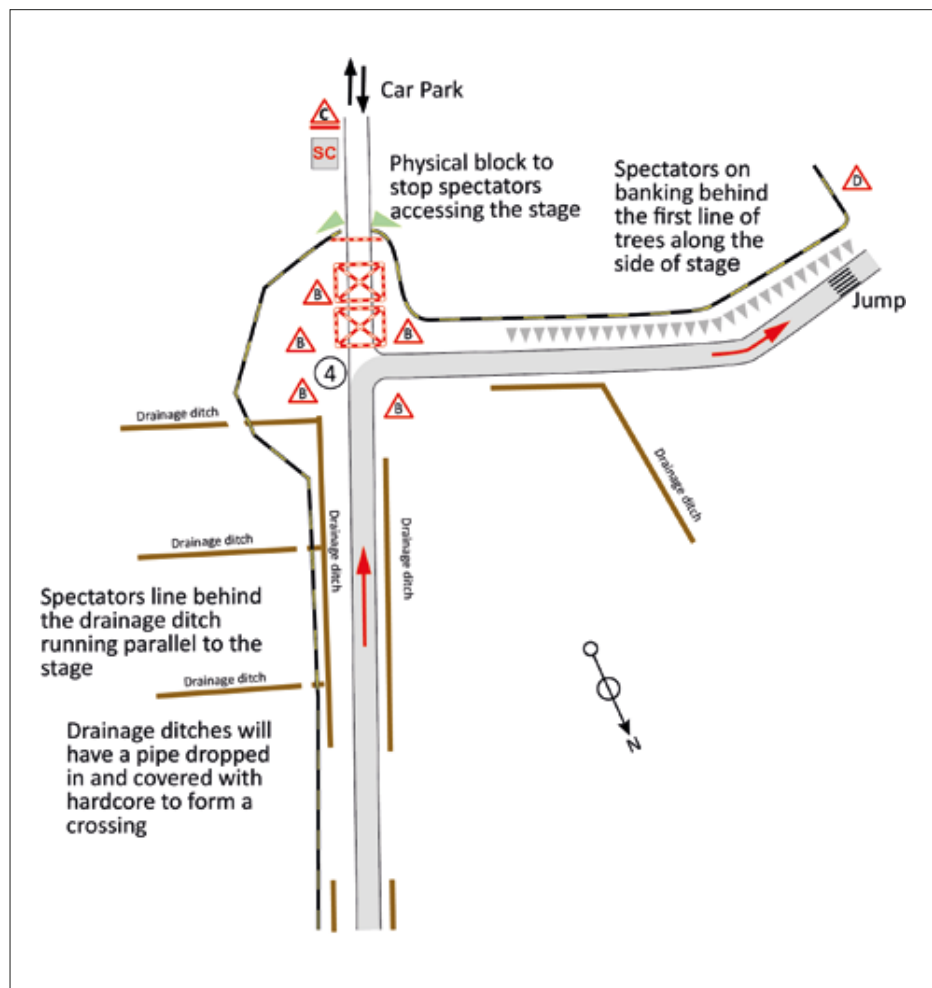 Car Park
C
SC
Physical block to
stop spectators
accessing the stage
Spectators on
banking behind
the first line of
trees along the
side of stage
D
Jump
B
B
B
4
B
B
Drainage ditch
Drainage ditch
Drainage ditch
Drainage ditch
Drainage ditch
Drainage ditch
Spectators line behind
the drainage ditch
running parallel to the
stage
Drainage ditches will
have a pipe dropped
in and covered with
hardcore to form a
crossing
N